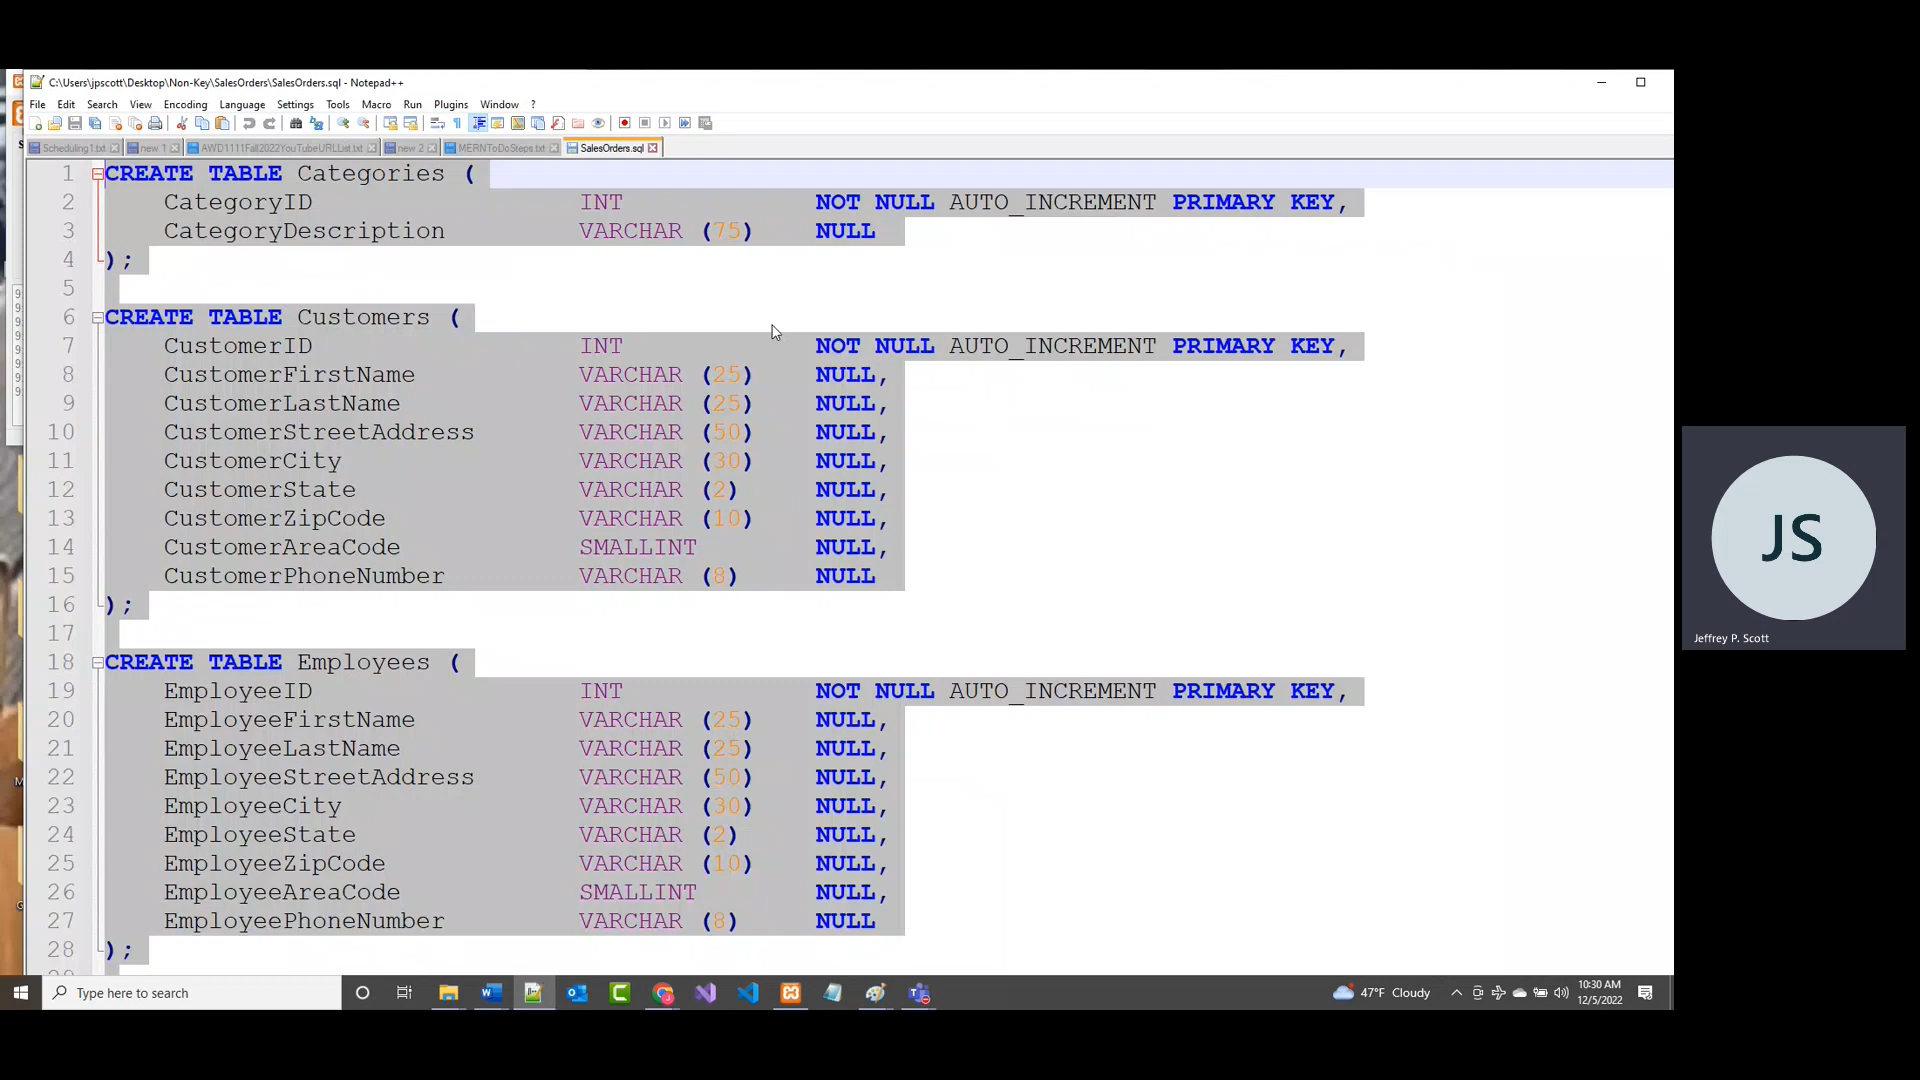 C:\Users\jpscott\Desktop\Non-Key\SalesOrders\SalesOrders.sql - Notepad++
File Edit Search View Encoding Language Settings Tools Macro Run Plugins Window ?
Scheduling1.txt new 1 AWD1111Fall2022YouTubeURLList.txt new 2 MERNToDoSteps.txt SalesOrders.sql
1 CREATE TABLE Categories (
2 CategoryID INT NOT NULL AUTO_INCREMENT PRIMARY KEY,
3 CategoryDescription VARCHAR (75) NULL
4 );
5
6 CREATE TABLE Customers (
7 CustomerID INT NOT NULL AUTO_INCREMENT PRIMARY KEY,
8 CustomerFirstName VARCHAR (25) NULL,
9 CustomerLastName VARCHAR (25) NULL,
10 CustomerStreetAddress VARCHAR (50) NULL,
11 CustomerCity VARCHAR (30) NULL,
12 CustomerState VARCHAR (2) NULL,
13 CustomerZipCode VARCHAR (10) NULL,
14 CustomerAreaCode SMALLINT NULL,
15 CustomerPhoneNumber VARCHAR (8) NULL
16 );
17
18 CREATE TABLE Employees (
19 EmployeeID INT NOT NULL AUTO_INCREMENT PRIMARY KEY,
20 EmployeeFirstName VARCHAR (25) NULL,
21 EmployeeLastName VARCHAR (25) NULL,
22 EmployeeStreetAddress VARCHAR (50) NULL,
23 EmployeeCity VARCHAR (30) NULL,
24 EmployeeState VARCHAR (2) NULL,
25 EmployeeZipCode VARCHAR (10) NULL,
26 EmployeeAreaCode SMALLINT NULL,
27 EmployeePhoneNumber VARCHAR (8) NULL
28 );
JS
Jeffrey P. Scott
Type here to search
47°F Cloudy
10:30 AM
12/5/2022